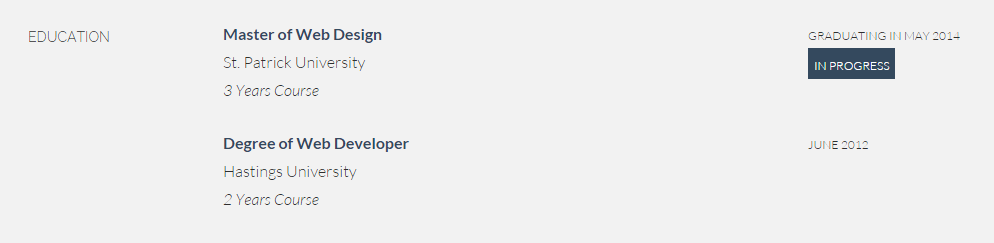 EDUCATION
Master of Web Design
GRADUATING IN MAY 2014
St. Patrick University
IN PROGRESS
3 Years Course
Degree of Web Developer
JUNE 2012
Hastings University
2 Years Course